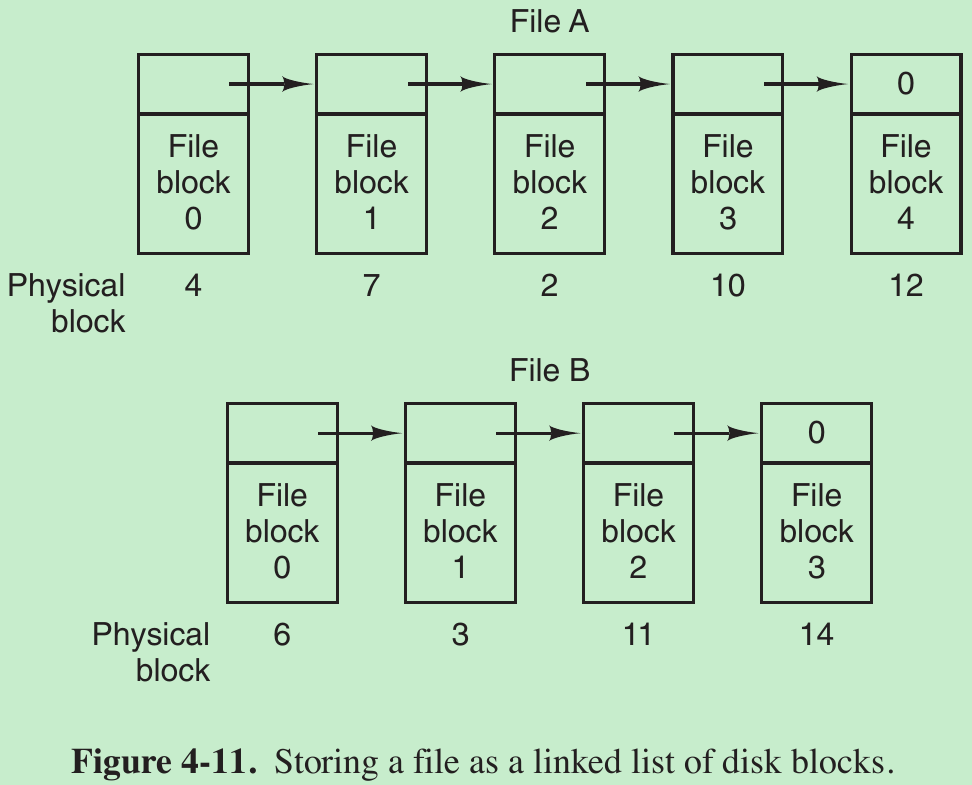 File A
0
File File File File File
block block block block block
0 1 2 3 4
Physical 4 7 2 10 12
block
File B
0
File File File File
block block block block
0 1 2 3
Physical 6 3 11 14
block
Figure 4-11. Storing a file as a linked list of disk blocks.